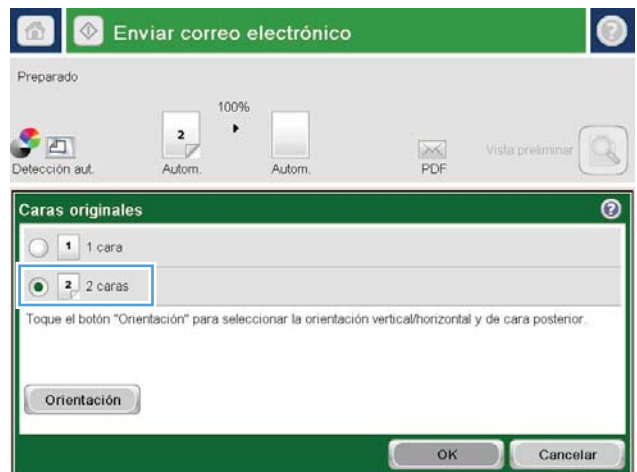 Enviar correo electrónico
?
Preparado
100%
2
Detección aut.
Autom.
Autom.
PDF
Vista preliminar
Caras originales
?
1 1 cara
2 2 caras
Toque el botón "Orientación" para seleccionar la orientación vertical/horizontal y de cara posterior.
Orientación
OK
Cancelar